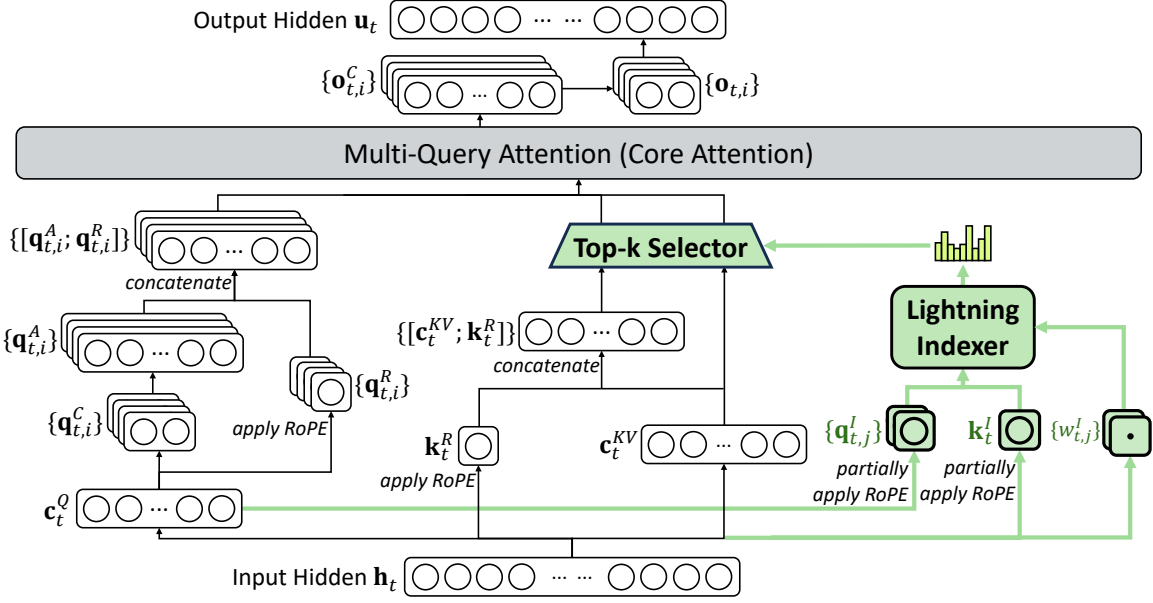 Output Hidden 𝐮_t
··· ···
{𝐨^C_{t,i}}
···
{𝐨_{t,i}}
Multi-Query Attention (Core Attention)
{[𝐪^A_{t,i}; 𝐪^R_{t,i}]}
···
concatenate
Top-k Selector
{𝐪^A_{t,i}}
···
{[𝐜^{KV}_t; 𝐤^R_t]}
···
concatenate
Lightning
Indexer
{𝐪^R_{t,i}}
{𝐪^C_{t,i}}
apply RoPE
𝐤^R_t
apply RoPE
𝐜^{KV}_t
···
{𝐪^I_{t,j}}
partially
apply RoPE
𝐤^I_t
partially
apply RoPE
{w^I_{t,j}}
𝐜^Q_t
···
Input Hidden 𝐡_t
··· ···